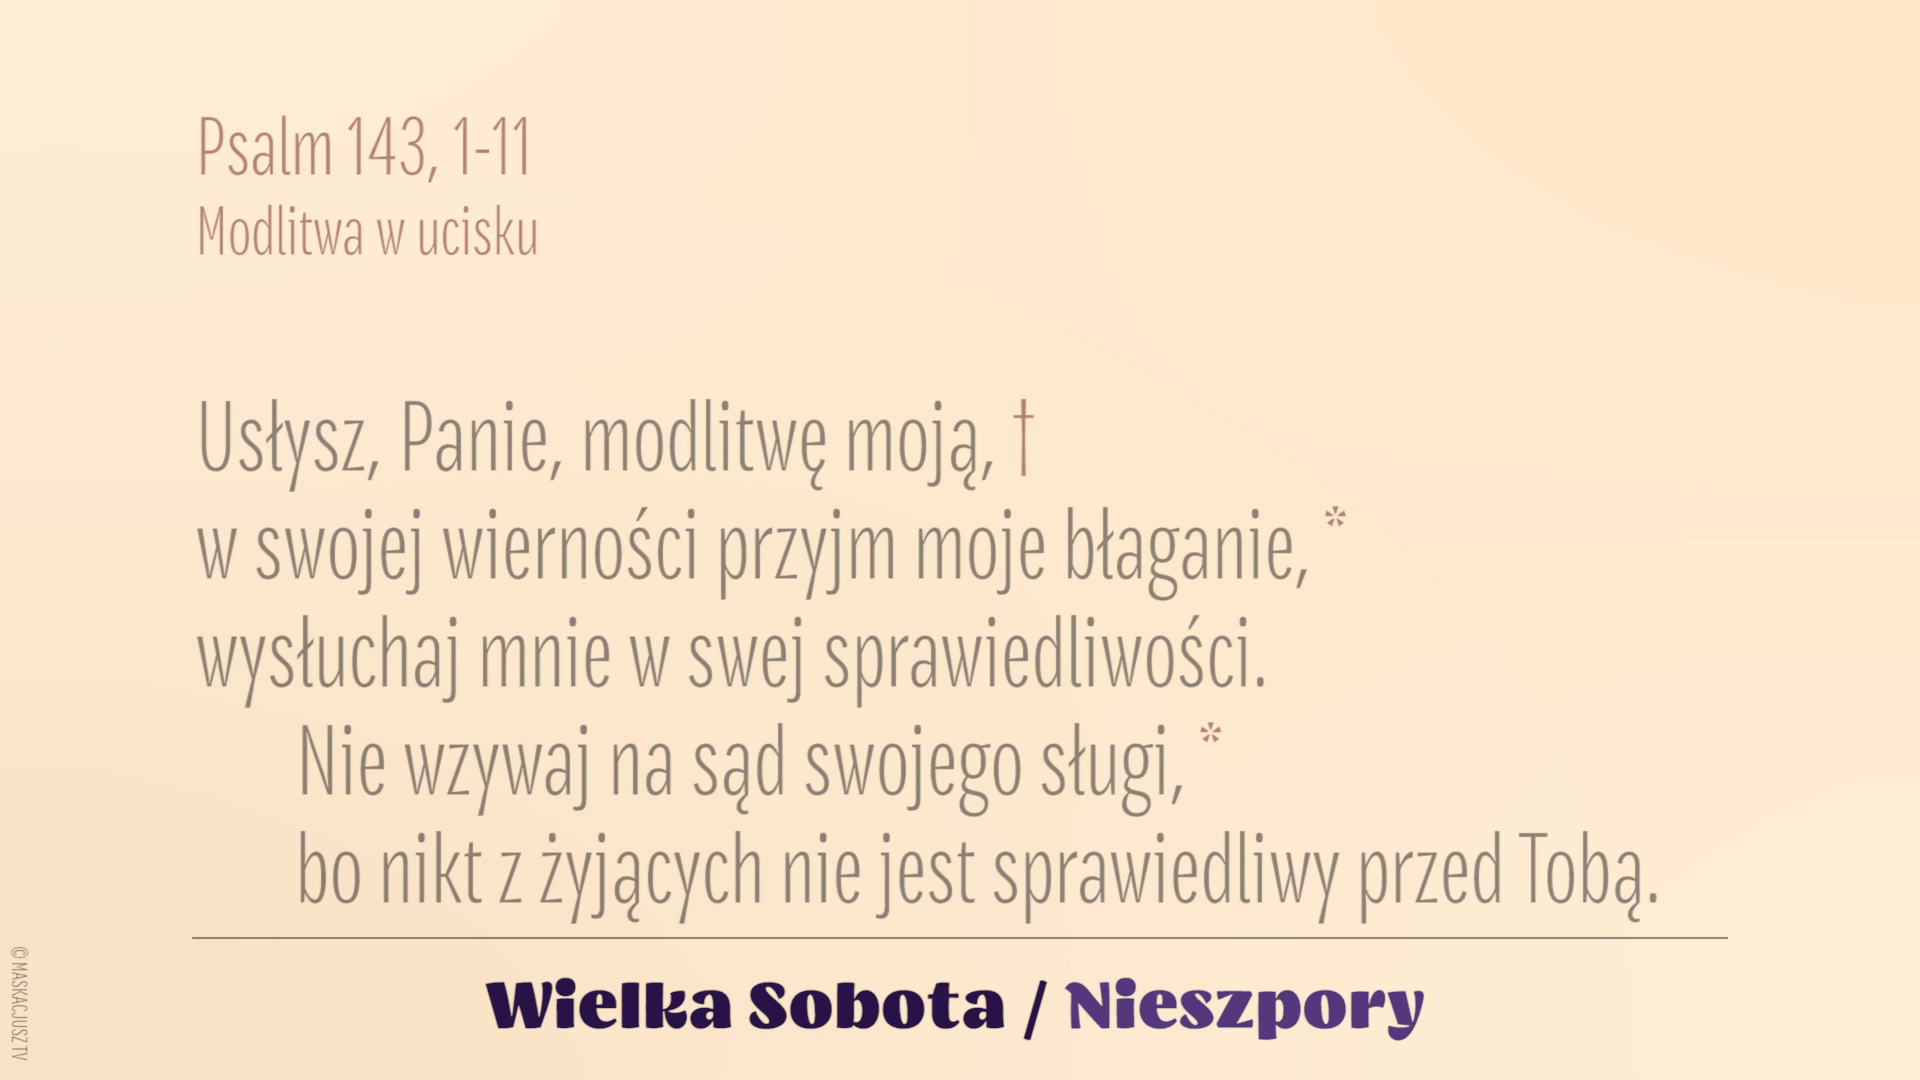 Psalm 143, 1-11
Modlitwa w ucisku
Usłysz, Panie, modlitwę moją, †
w swojej wierności przyjm moje błaganie, *
wysłuchaj mnie w swej sprawiedliwości.
Nie wzywaj na sąd swojego sługi, *
bo nikt z żyjących nie jest sprawiedliwy przed Tobą.
Wielka Sobota / Nieszpory
© MASKACJUSZ TV